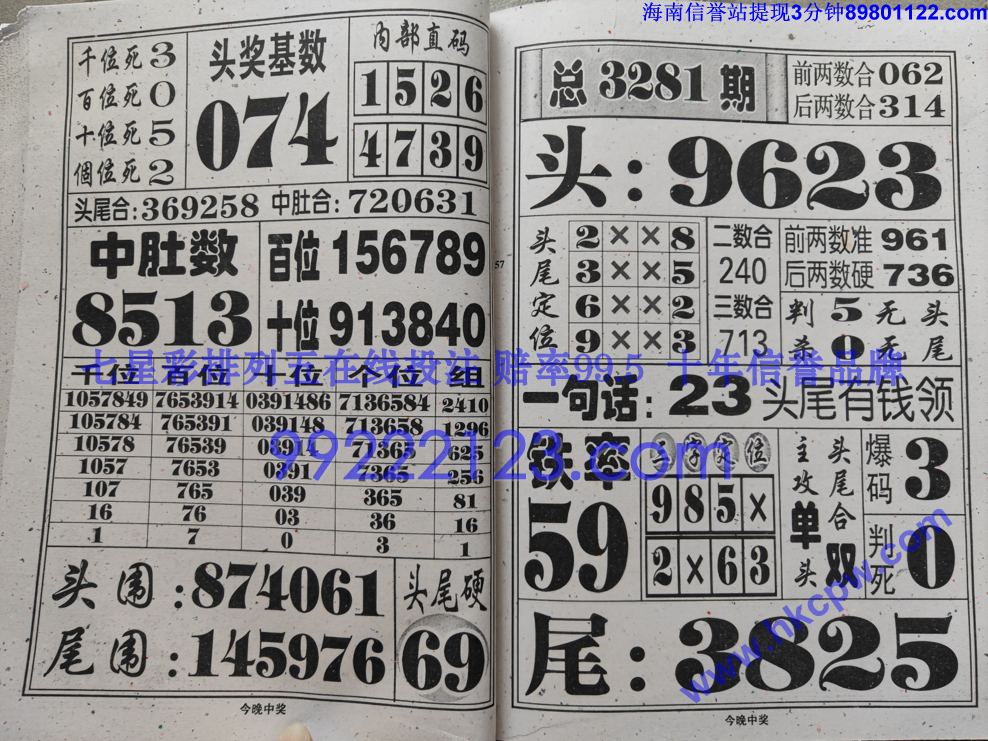 海南信誉站提现3分钟89801122.com
千位死3
百位死0
十位死5
個位死2
头奖基数
074
内部直码
1526
4739
头尾合:369258 中肚合:720631
中肚数
8513
百位156789
十位913840
千位 百位 十位 个位 组
1057849 7653914 0391486 7136584 2410
105784 765391 039148 713658 1296
10578 76539 03914 71365 625
1057 7653 0391 7365 256
107 765 039 365 81
16 76 03 36 16
1 7 0 3 1
头围:874061
尾围:145976
头尾硬
69
今晚中奖
57
总3281期
前两数合062
后两数合314
头:9623
头尾定位
2××8
3××5
6××2
9××3
二数合
240
三数合
713
前两数准961
后两数硬736
判5无头
杀0无尾
一句话:23头尾有钱领
铁率
59
三字定位
985×
2×63
主攻单头
头尾合双
爆码3
判死0
尾:3825
今晚中奖
七星彩排列五在线投注 赔率99.5 十年信誉品牌
99222123.com
www.hkcpw.com